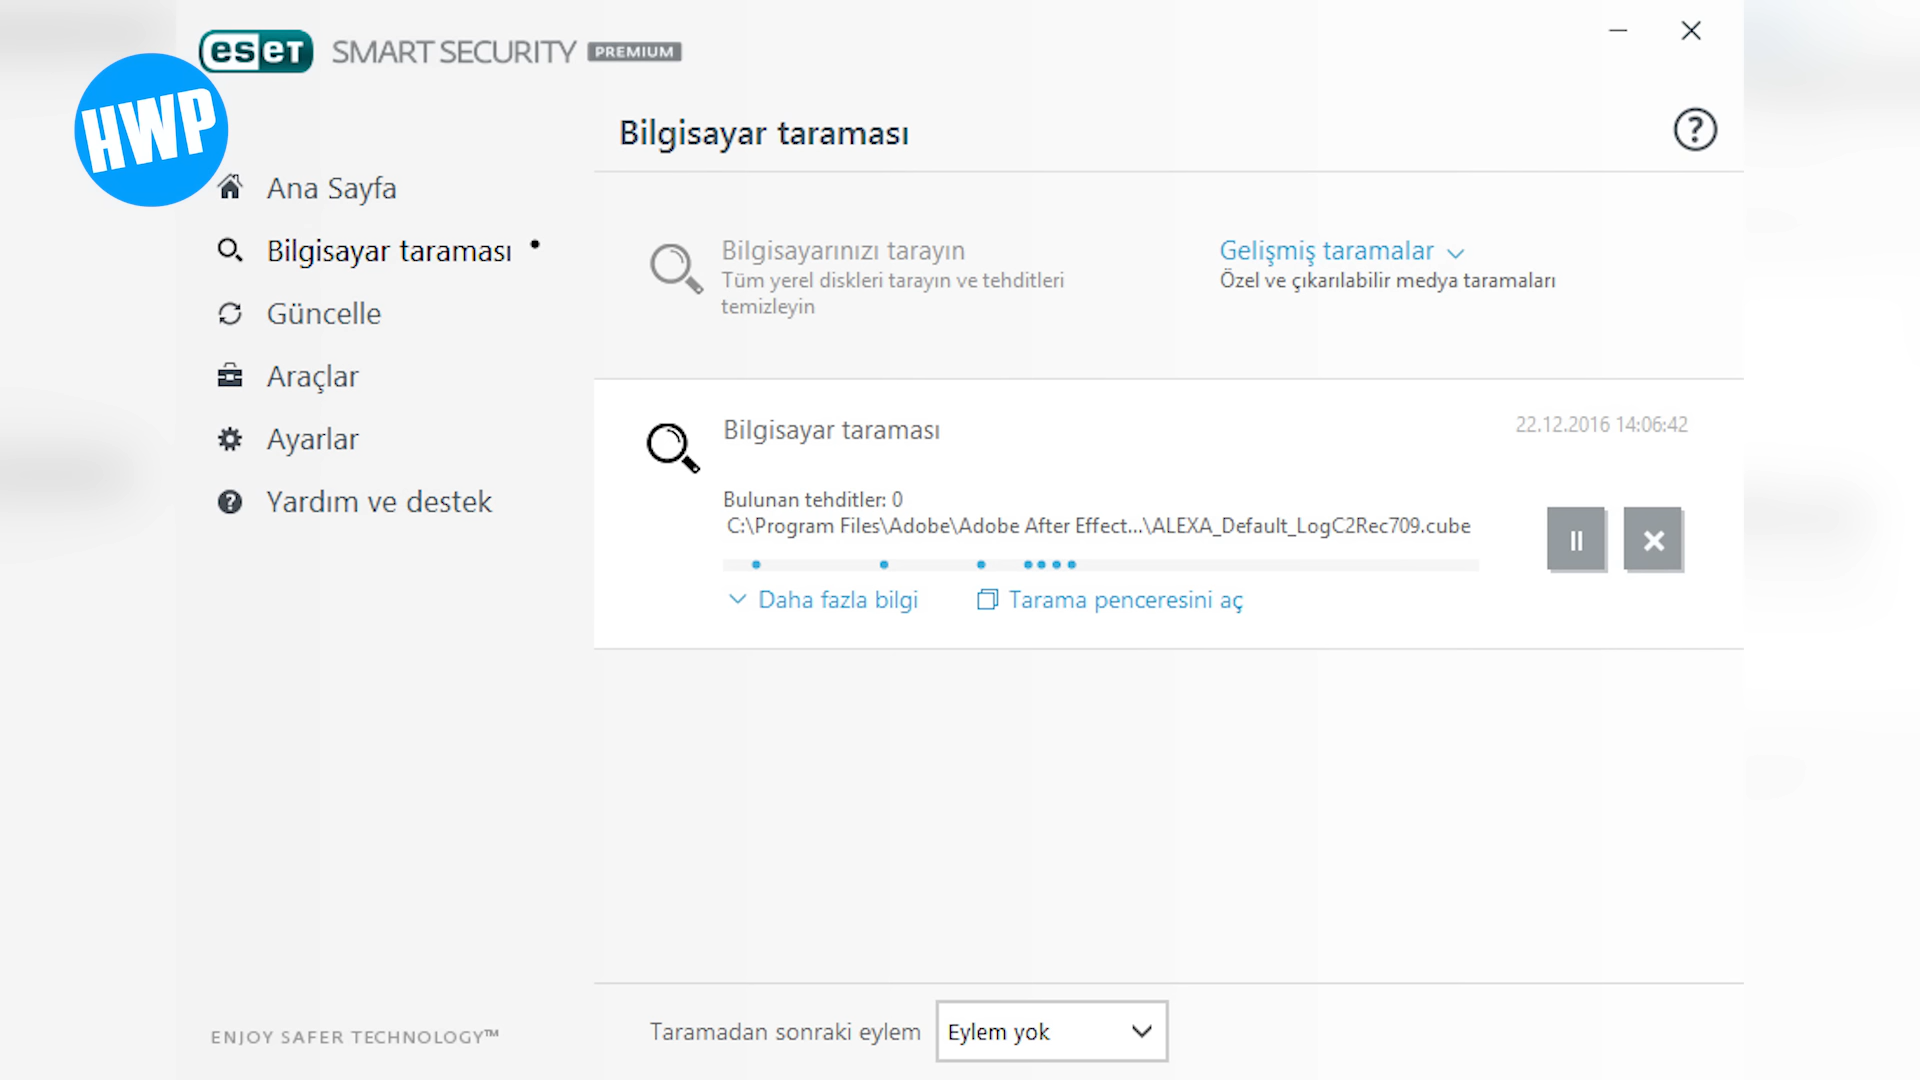 eseT SMART SECURITY PREMIUM
HWP
Ana Sayfa
Bilgisayar taraması
Güncelle
Araçlar
Ayarlar
Yardım ve destek
ENJOY SAFER TECHNOLOGY™
Bilgisayar taraması
?
Bilgisayarınızı tarayın
Tüm yerel diskleri tarayın ve tehditleri
temizleyin
Gelişmiş taramalar
Özel ve çıkarılabilir medya taramaları
Bilgisayar taraması
22.12.2016 14:06:42
Bulunan tehditler: 0
C:\Program Files\Adobe\Adobe After Effect...\ALEXA_Default_LogC2Rec709.cube
Daha fazla bilgi
Tarama penceresini aç
Taramadan sonraki eylem
Eylem yok